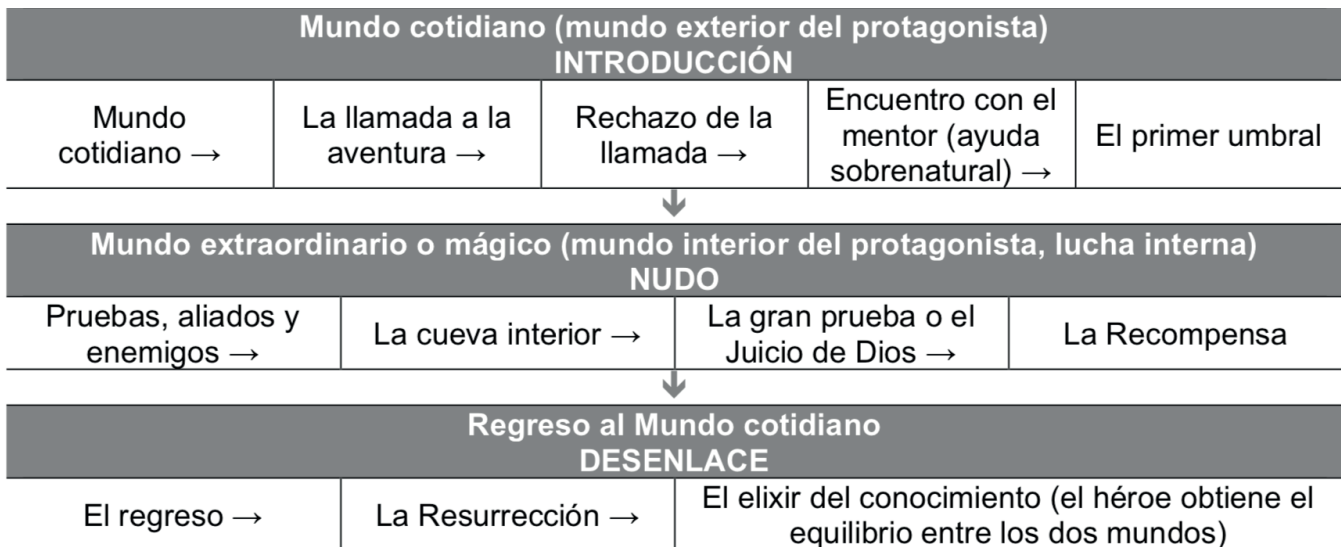 Mundo cotidiano (mundo exterior del protagonista)
INTRODUCCIÓN
Mundo
cotidiano →
La llamada a la
aventura →
Rechazo de la
llamada →
Encuentro con el
mentor (ayuda
sobrenatural) →
El primer umbral
Mundo extraordinario o mágico (mundo interior del protagonista, lucha interna)
NUDO
Pruebas, aliados y
enemigos →
La cueva interior →
La gran prueba o el
Juicio de Dios →
La Recompensa
Regreso al Mundo cotidiano
DESENLACE
El regreso →
La Resurrección →
El elixir del conocimiento (el héroe obtiene el
equilibrio entre los dos mundos)